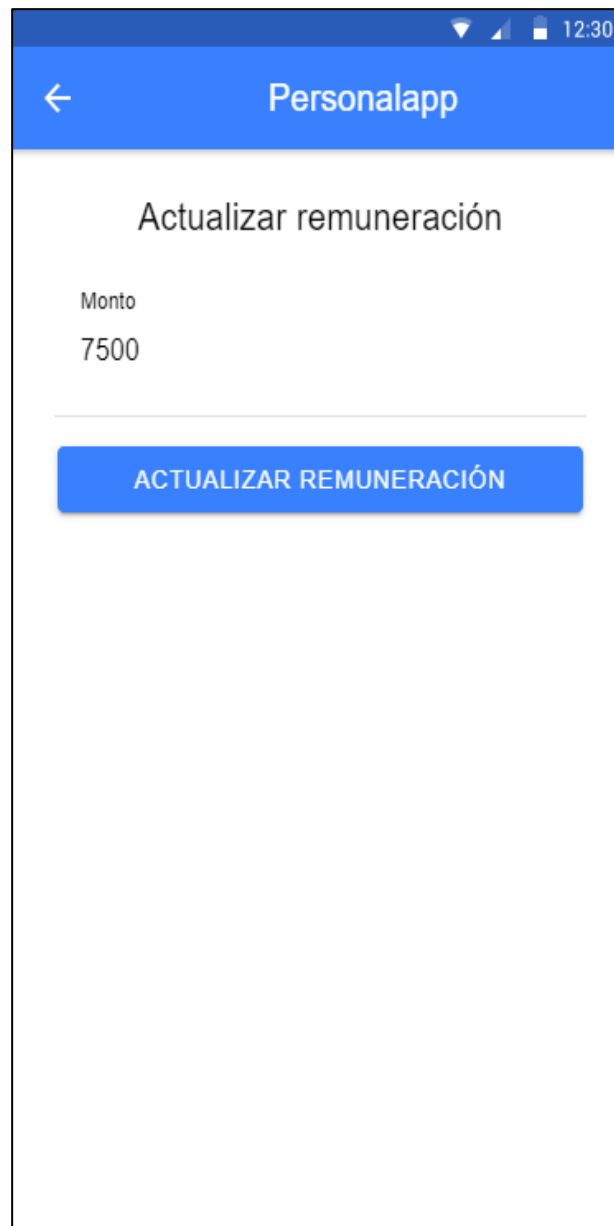 12:30
Personalapp
Actualizar remuneración
Monto
7500
ACTUALIZAR REMUNERACIÓN